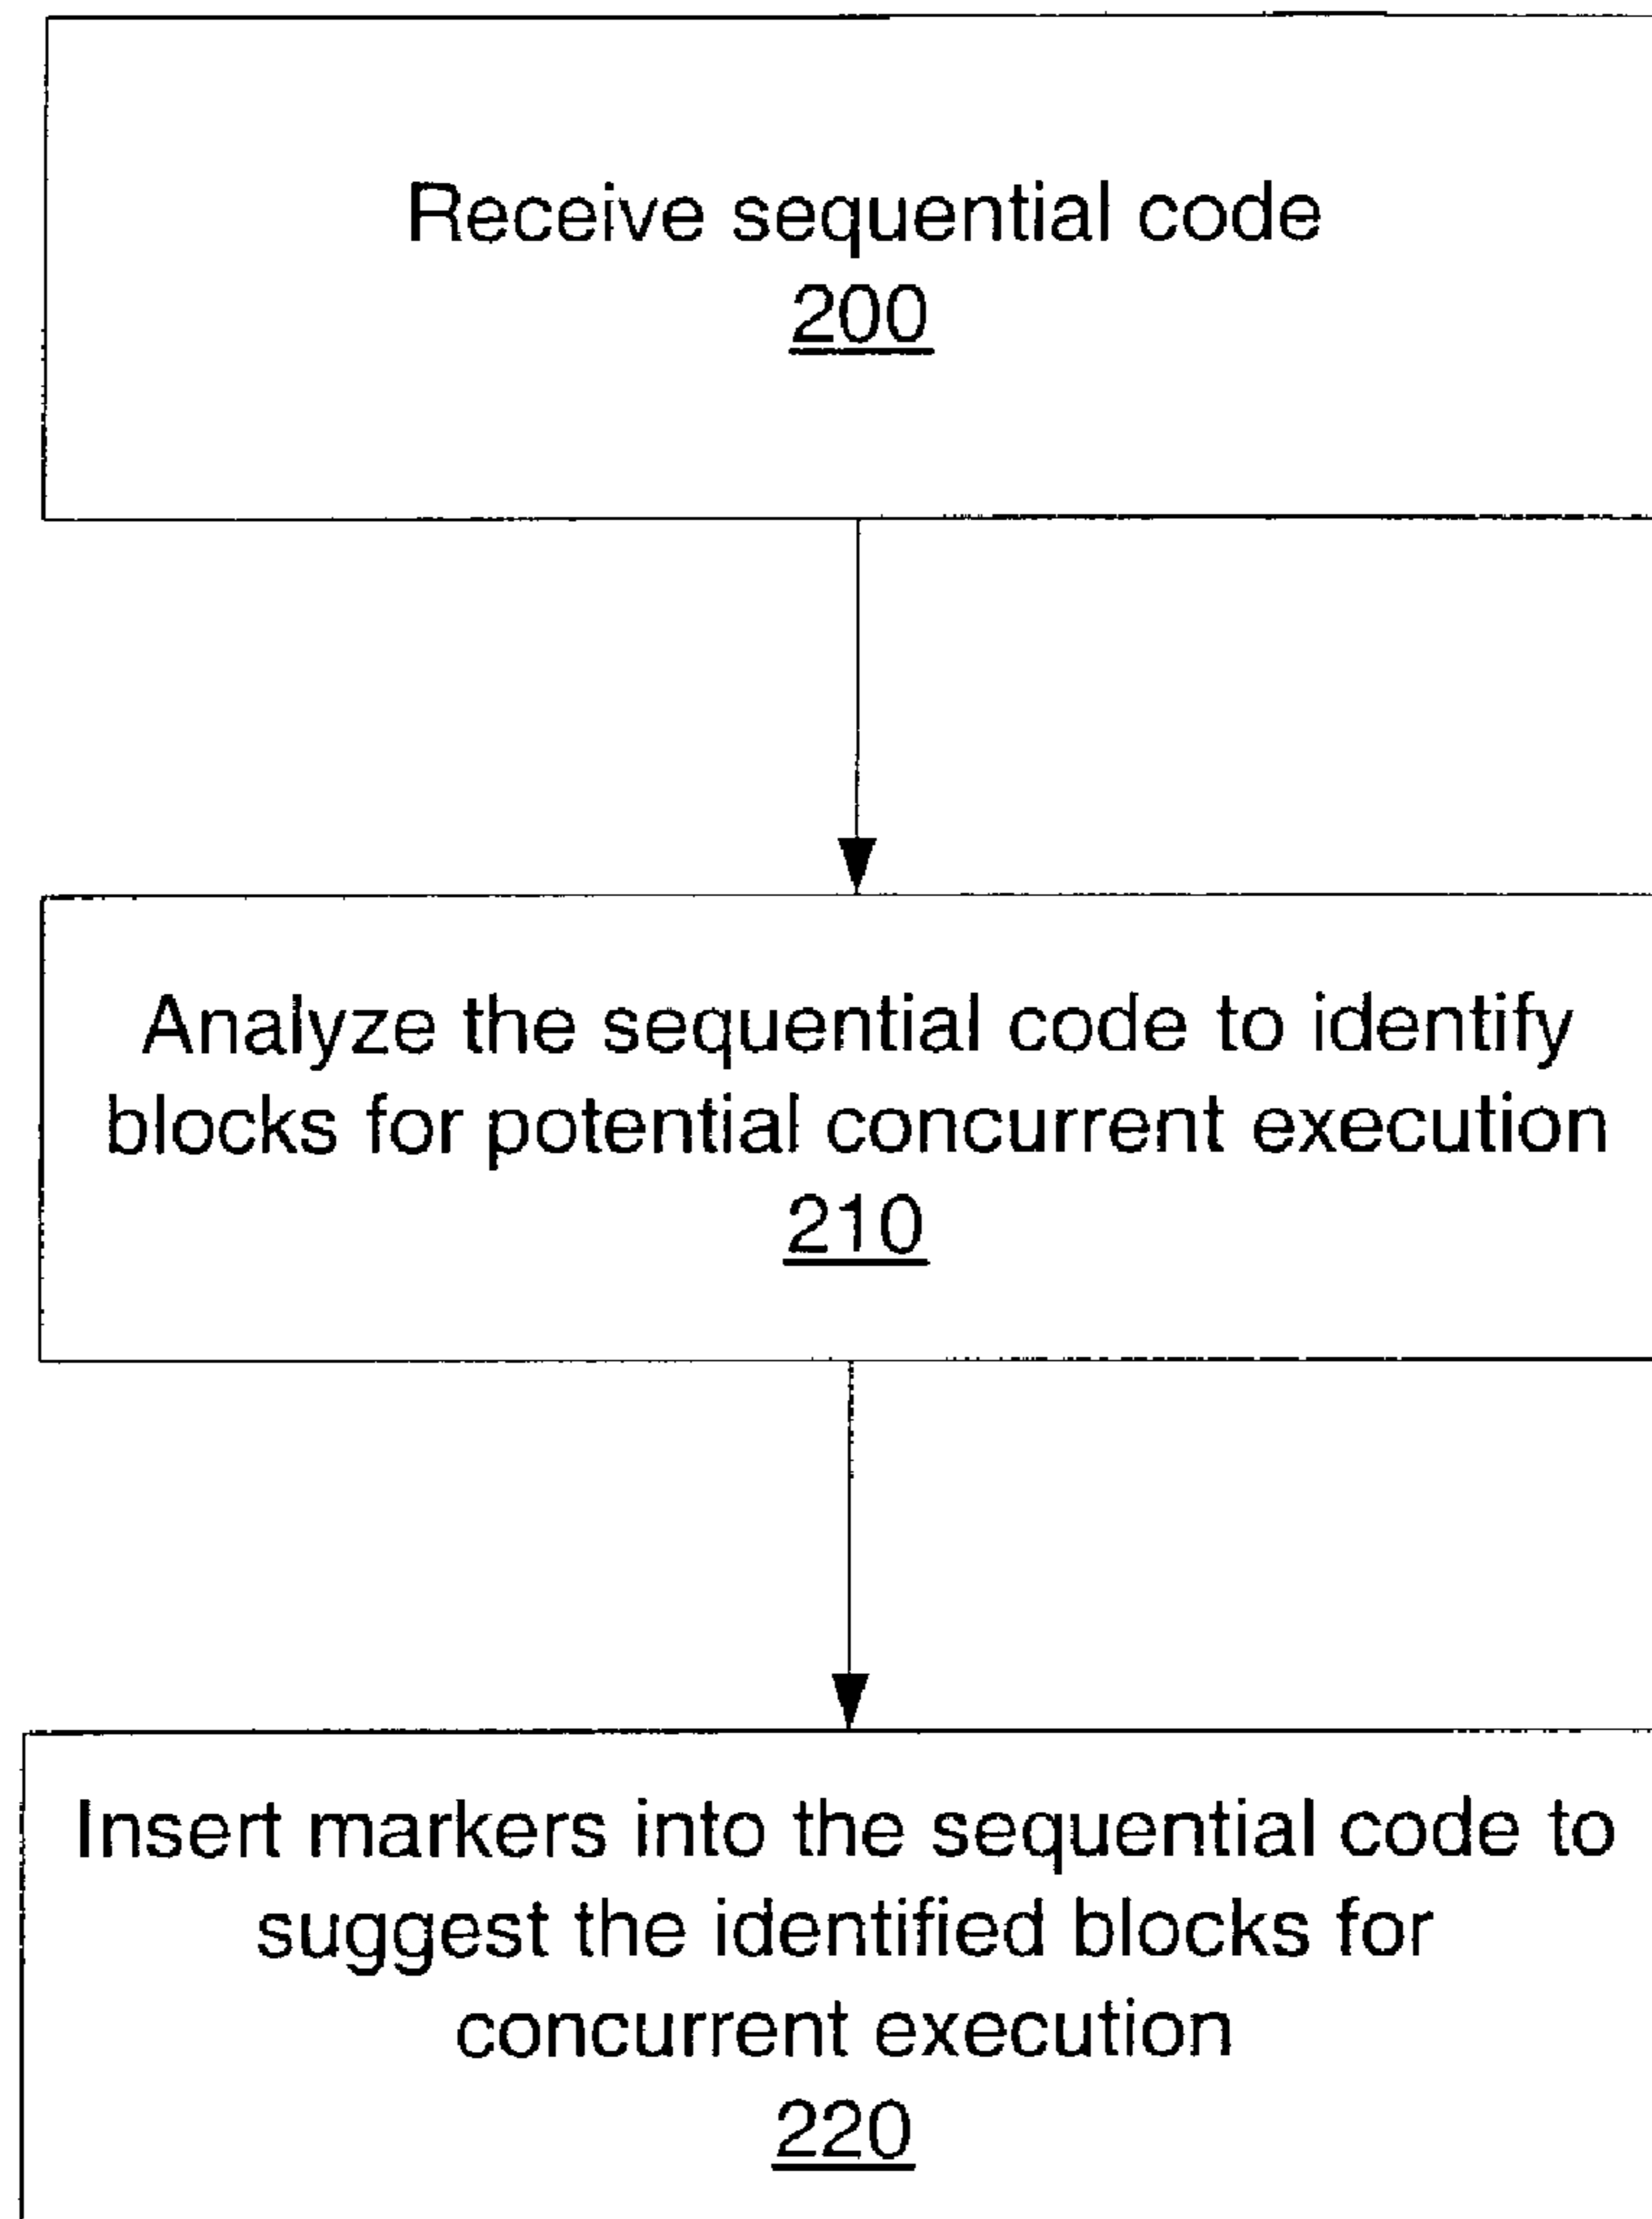 Receive sequential code
200
Analyze the sequential code to identify
blocks for potential concurrent execution
210
Insert markers into the sequential code to
suggest the identified blocks for
concurrent execution
220